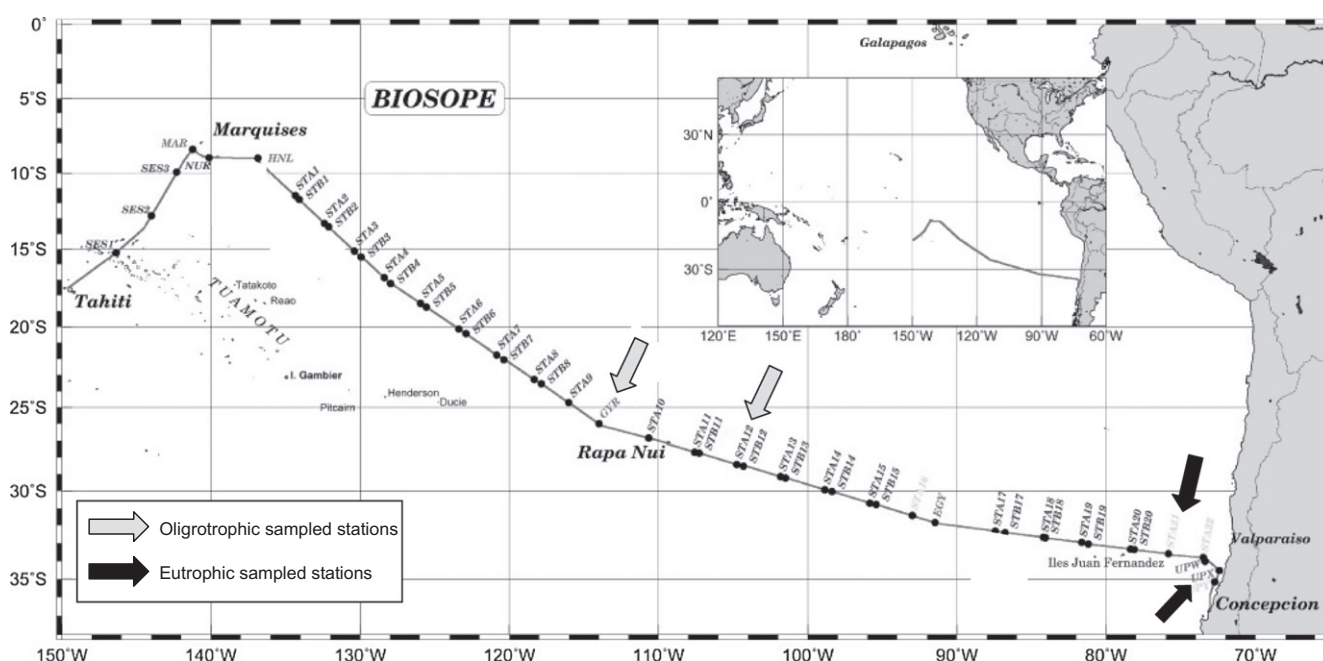 0°
5°S
10°S
15°S
20°S
25°S
30°S
35°S
150°W
140°W
130°W
120°W
110°W
100°W
90°W
80°W
70°W
BIOSOPE
Galapagos
Marquises
MAR
NUK
HNL
SES3
SES2
SES1
Tahiti
TUAMOTU
Tatakoto
Reao
I. Gambier
Pitcairn
Henderson
Ducie
STA1
STB1
STA2
STB2
STA3
STB3
STA4
STB4
STA5
STB5
STA6
STB6
STA7
STB7
STA8
STB8
STA9
GYR
Rapa Nui
STA10
STA11
STB11
STA12
STB12
STA13
STB13
STA14
STB14
STA15
STB15
STA16
EGY
STA17
STB17
STA18
STB18
STA19
STB19
STA20
STB20
STA21
STA22
Iles Juan Fernandez
Valparaiso
UPW
UPX
Concepcion
30°N
0°
30°S
120°E
150°E
180°
150°W
120°W
90°W
60°W
Oligrotrophic sampled stations
Eutrophic sampled stations